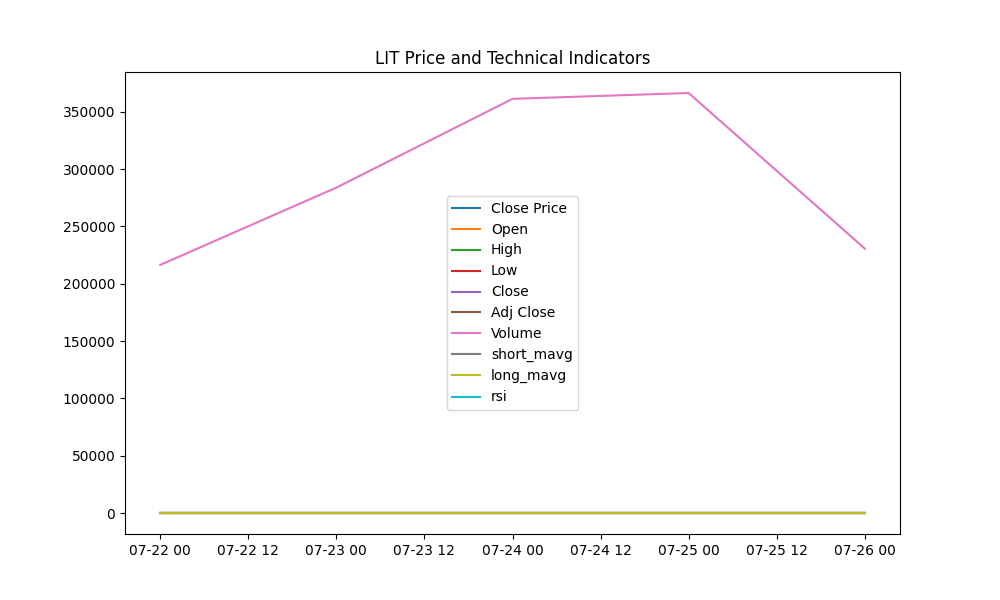 LIT Price and Technical Indicators
350000
300000
250000
200000
150000
100000
50000
0
Close Price
Open
High
Low
Close
Adj Close
Volume
short_mavg
long_mavg
rsi
07-22 00 07-22 12 07-23 00 07-23 12 07-24 00 07-24 12 07-25 00 07-25 12 07-26 00